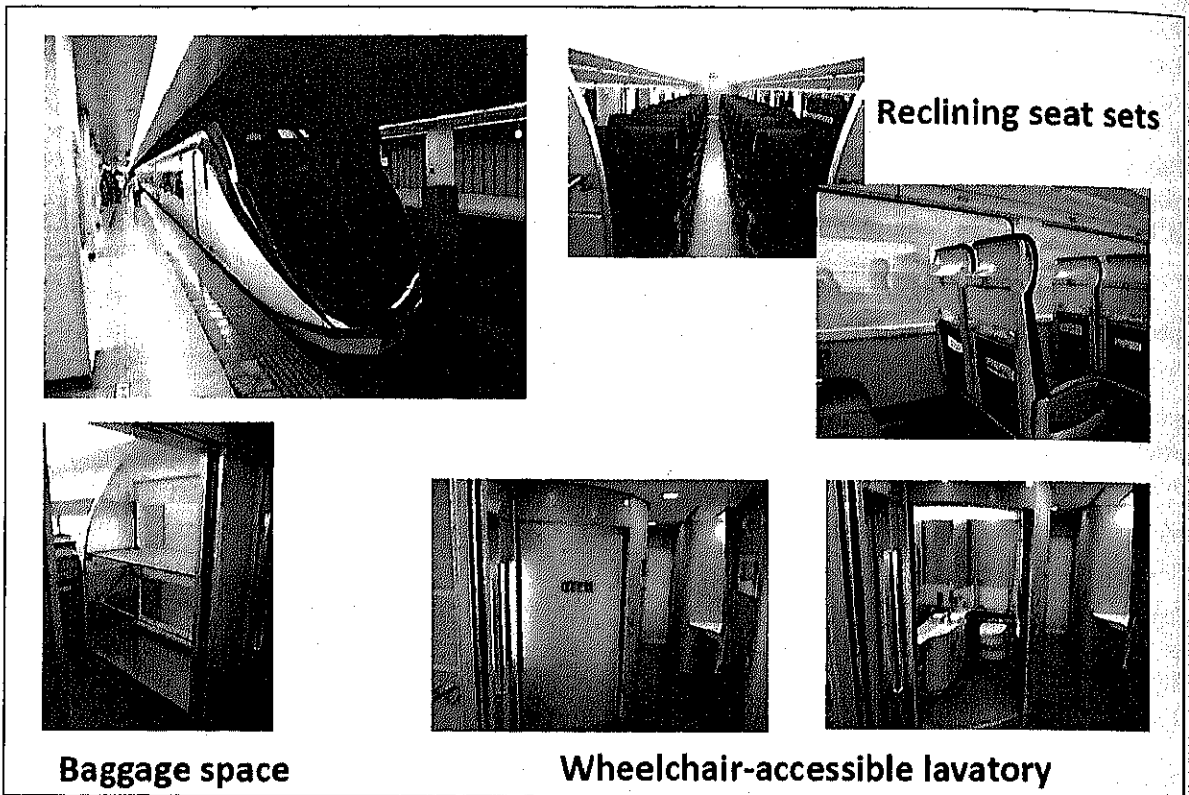 Reclining seat sets
Baggage space
Wheelchair-accessible lavatory